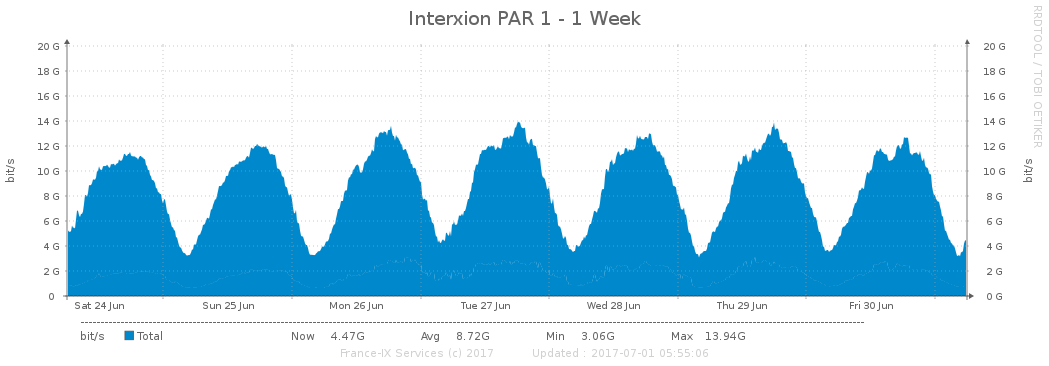 Interxion PAR 1 - 1 Week
RRDTOOL / TOBI OETIKER
bit/s
20 G 20 G
18 G 18 G
16 G 16 G
14 G 14 G
12 G 12 G
10 G 10 G
8 G 8 G
6 G 6 G
4 G 4 G
2 G 2 G
0 0 G
bit/s
Sat 24 Jun Sun 25 Jun Mon 26 Jun Tue 27 Jun Wed 28 Jun Thu 29 Jun Fri 30 Jun
bit/s Total Now 4.47G Avg 8.72G Min 3.06G Max 13.94G
France-IX Services (c) 2017 Updated : 2017-07-01 05:55:06